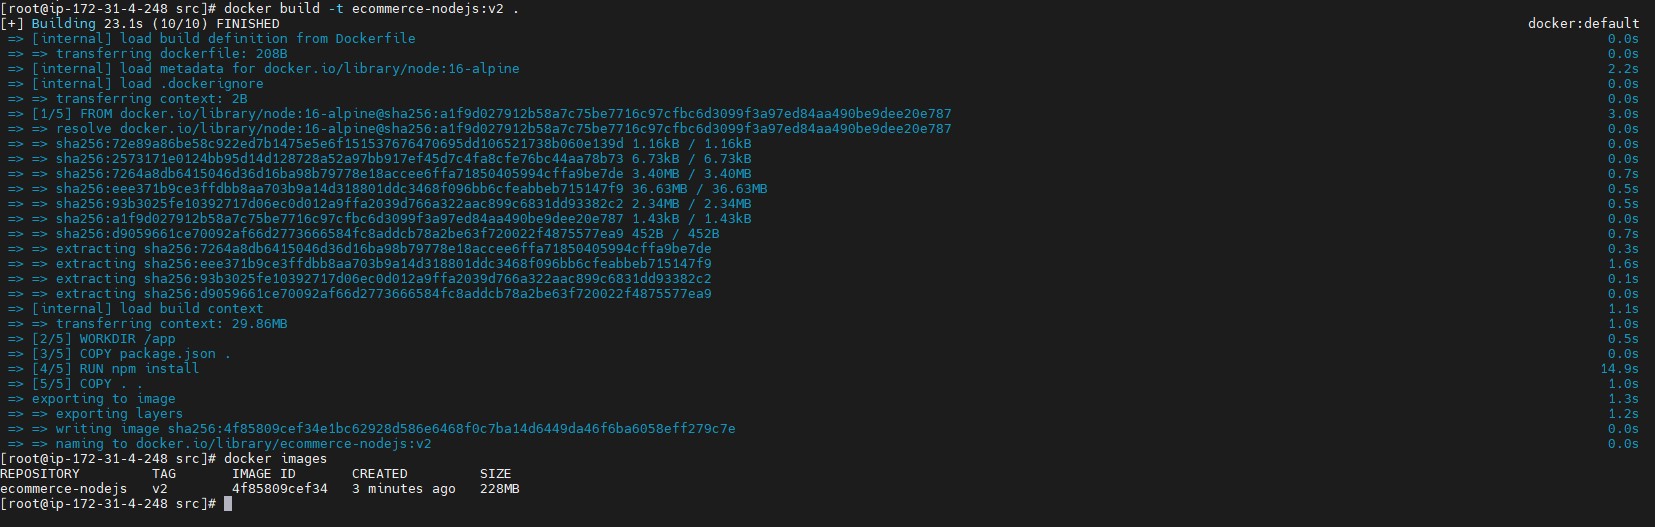 [root@ip-172-31-4-248 src]# docker build -t ecommerce-nodejs:v2 .
[+] Building 23.1s (10/10) FINISHED docker:default
=> [internal] load build definition from Dockerfile 0.0s
=> => transferring dockerfile: 208B 0.0s
=> [internal] load metadata for docker.io/library/node:16-alpine 2.2s
=> [internal] load .dockerignore 0.0s
=> => transferring context: 2B 0.0s
=> [1/5] FROM docker.io/library/node:16-alpine@sha256:a1f9d027912b58a7c75be7716c97cfbc6d3099f3a97ed84aa490be9dee20e787 3.0s
=> => resolve docker.io/library/node:16-alpine@sha256:a1f9d027912b58a7c75be7716c97cfbc6d3099f3a97ed84aa490be9dee20e787 0.0s
=> => sha256:72e89a86be58c922ed7b1475e5e6f151537676470695dd106521738b060e139d 1.16kB / 1.16kB 0.0s
=> => sha256:2573171e0124bb95d14d128728a52a97bb917ef45d7c4fa8cfe76bc44aa78b73 6.73kB / 6.73kB 0.0s
=> => sha256:7264a8db6415046d36d16ba98b79778e18accee6ffa71850405994cffa9be7de 3.40MB / 3.40MB 0.7s
=> => sha256:eee371b9ce3ffdbb8aa703b9a14d318801ddc3468f096bb6cfeabbeb715147f9 36.63MB / 36.63MB 0.5s
=> => sha256:93b3025fe10392717d06ec0d012a9ffa2039d766a322aac899c6831dd93382c2 2.34MB / 2.34MB 0.5s
=> => sha256:a1f9d027912b58a7c75be7716c97cfbc6d3099f3a97ed84aa490be9dee20e787 1.43kB / 1.43kB 0.0s
=> => sha256:d9059661ce70092af66d2773666584fc8addcb78a2be63f720022f4875577ea9 452B / 452B 0.7s
=> => extracting sha256:7264a8db6415046d36d16ba98b79778e18accee6ffa71850405994cffa9be7de 0.3s
=> => extracting sha256:eee371b9ce3ffdbb8aa703b9a14d318801ddc3468f096bb6cfeabbeb715147f9 1.6s
=> => extracting sha256:93b3025fe10392717d06ec0d012a9ffa2039d766a322aac899c6831dd93382c2 0.1s
=> => extracting sha256:d9059661ce70092af66d2773666584fc8addcb78a2be63f720022f4875577ea9 0.0s
=> [internal] load build context 1.1s
=> => transferring context: 29.86MB 1.0s
=> [2/5] WORKDIR /app 0.5s
=> [3/5] COPY package.json . 0.0s
=> [4/5] RUN npm install 14.9s
=> [5/5] COPY . . 1.0s
=> exporting to image 1.3s
=> => exporting layers 1.2s
=> => writing image sha256:4f85809cef34e1bc62928d586e6468f0c7ba14d6449da46f6ba6058eff279c7e 0.0s
=> => naming to docker.io/library/ecommerce-nodejs:v2 0.0s
[root@ip-172-31-4-248 src]# docker images
REPOSITORY TAG IMAGE ID CREATED SIZE
ecommerce-nodejs v2 4f85809cef34 3 minutes ago 228MB
[root@ip-172-31-4-248 src]#